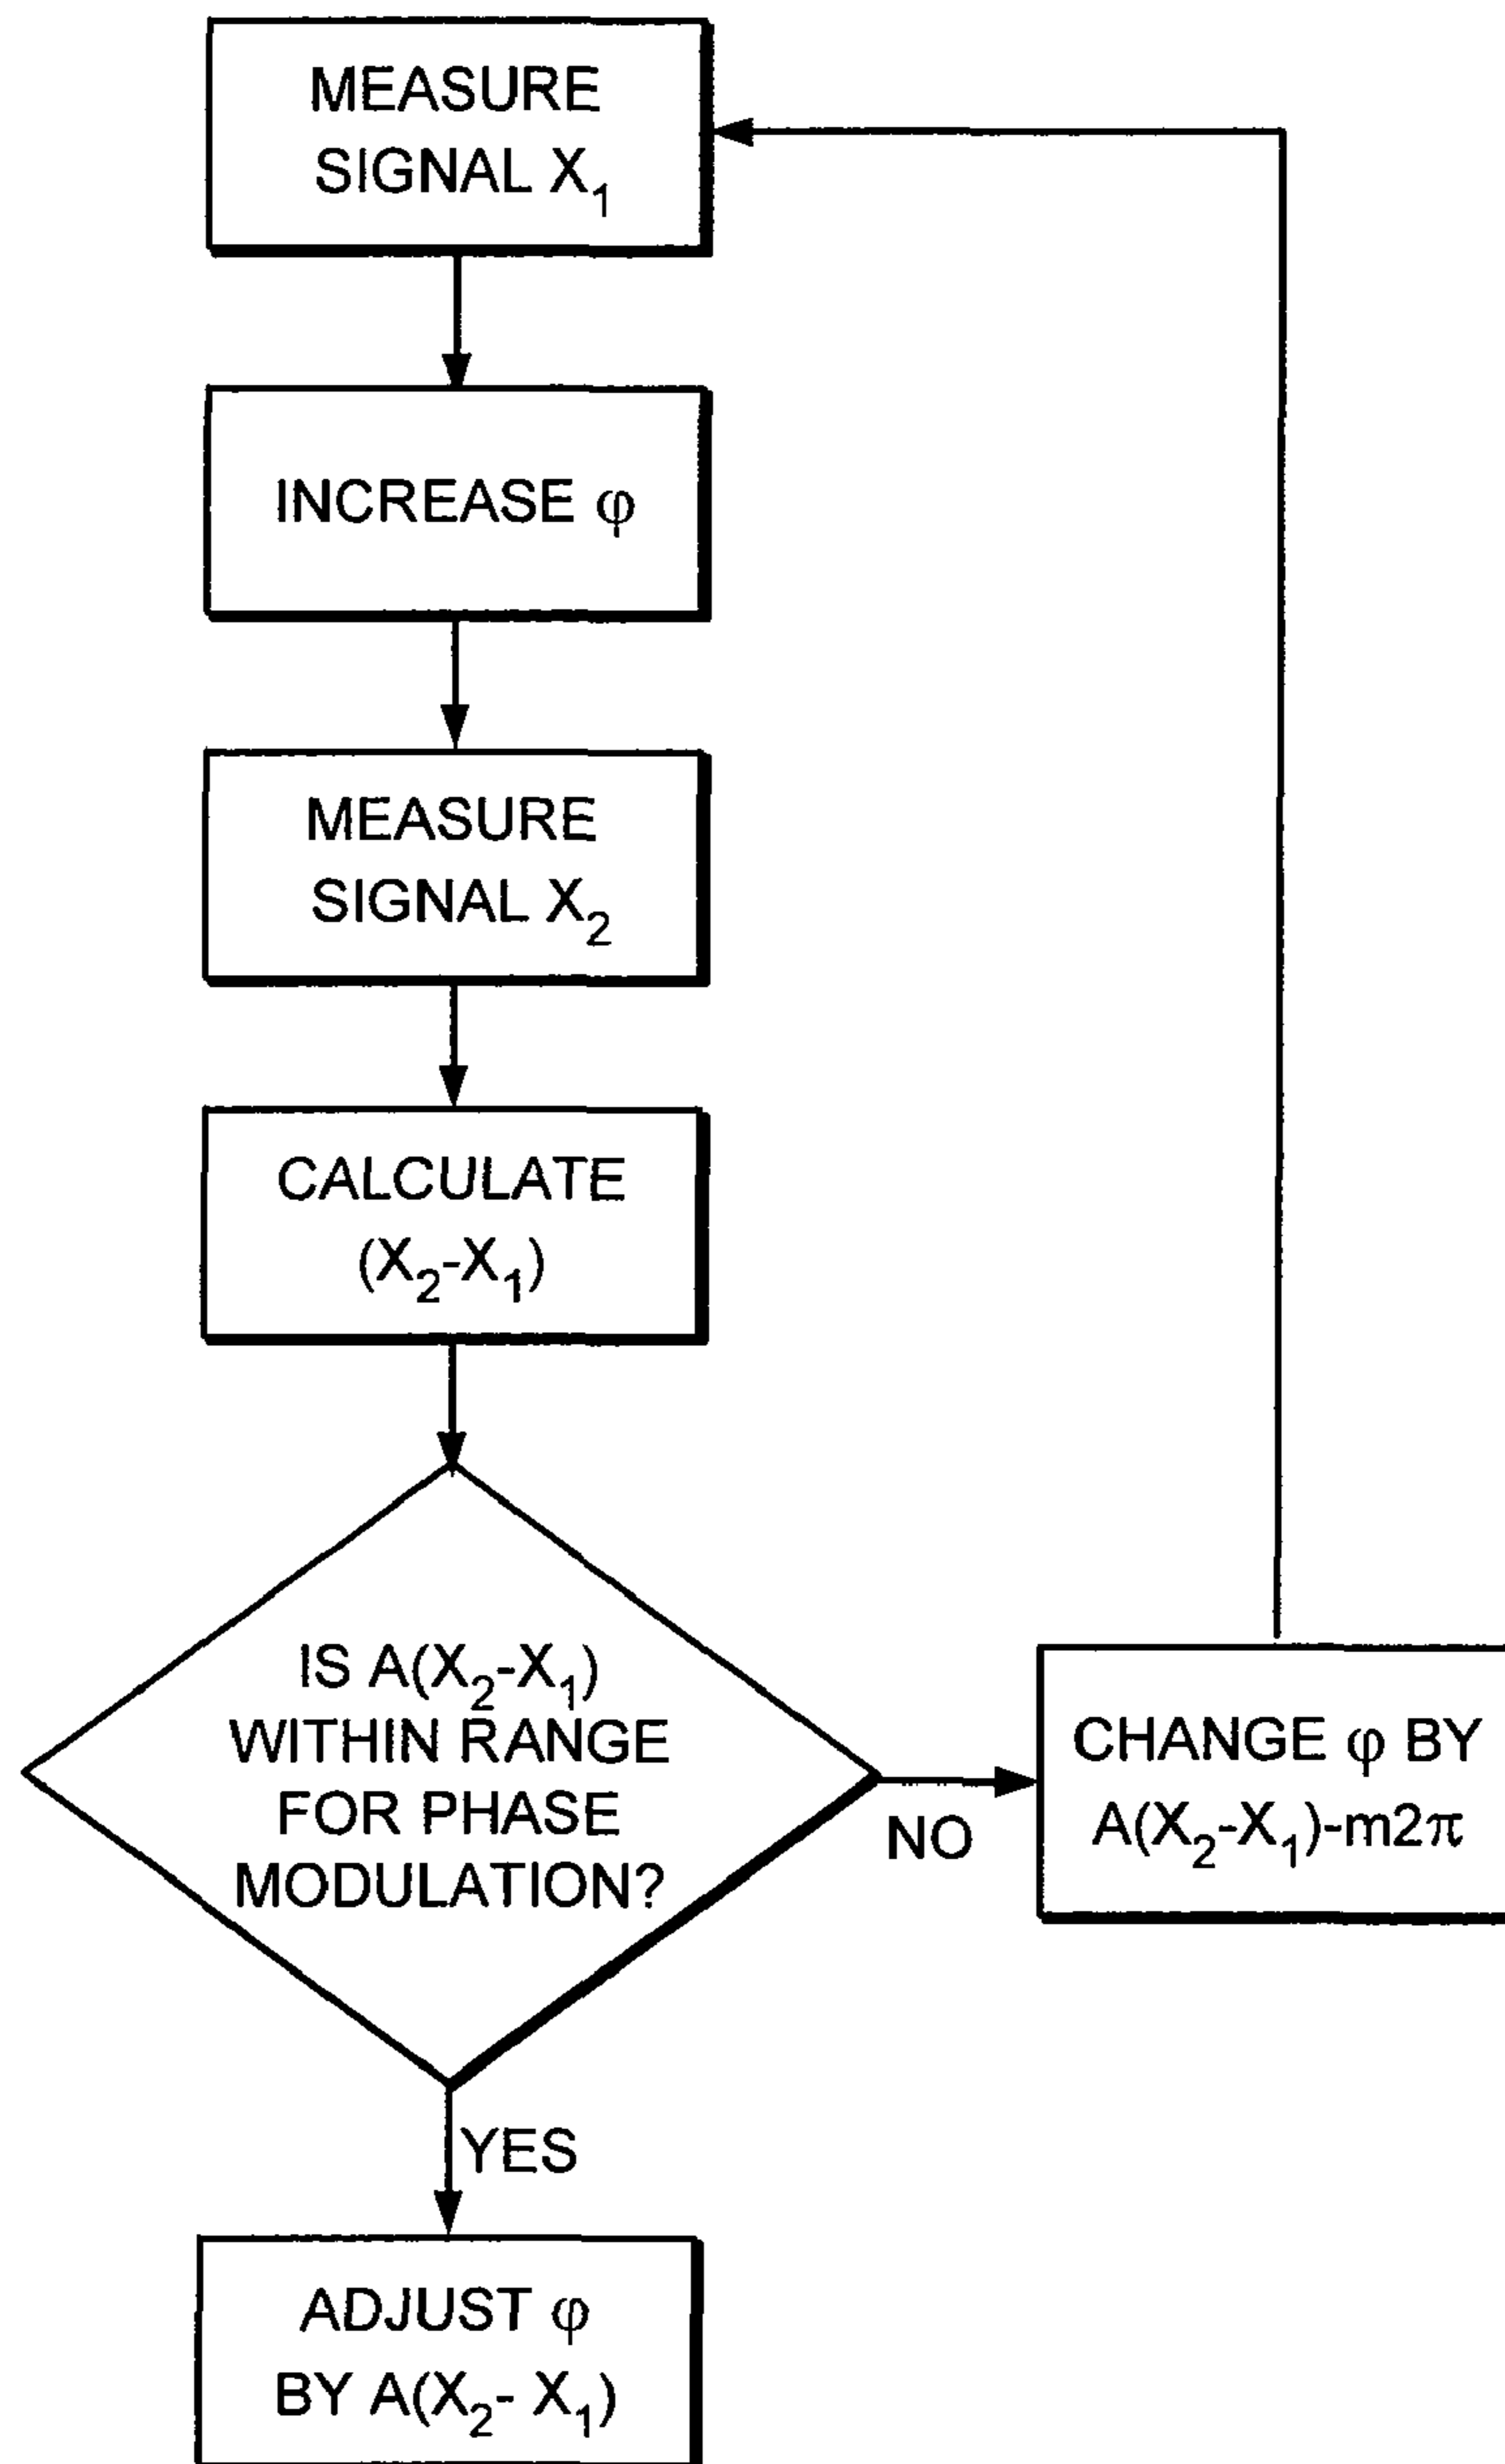 MEASURE
SIGNAL X₁
INCREASE φ
MEASURE
SIGNAL X₂
CALCULATE
(X₂-X₁)
IS A(X₂-X₁)
WITHIN RANGE
FOR PHASE
MODULATION?
NO
CHANGE φ BY
A(X₂-X₁)-m2π
YES
ADJUST φ
BY A(X₂- X₁)